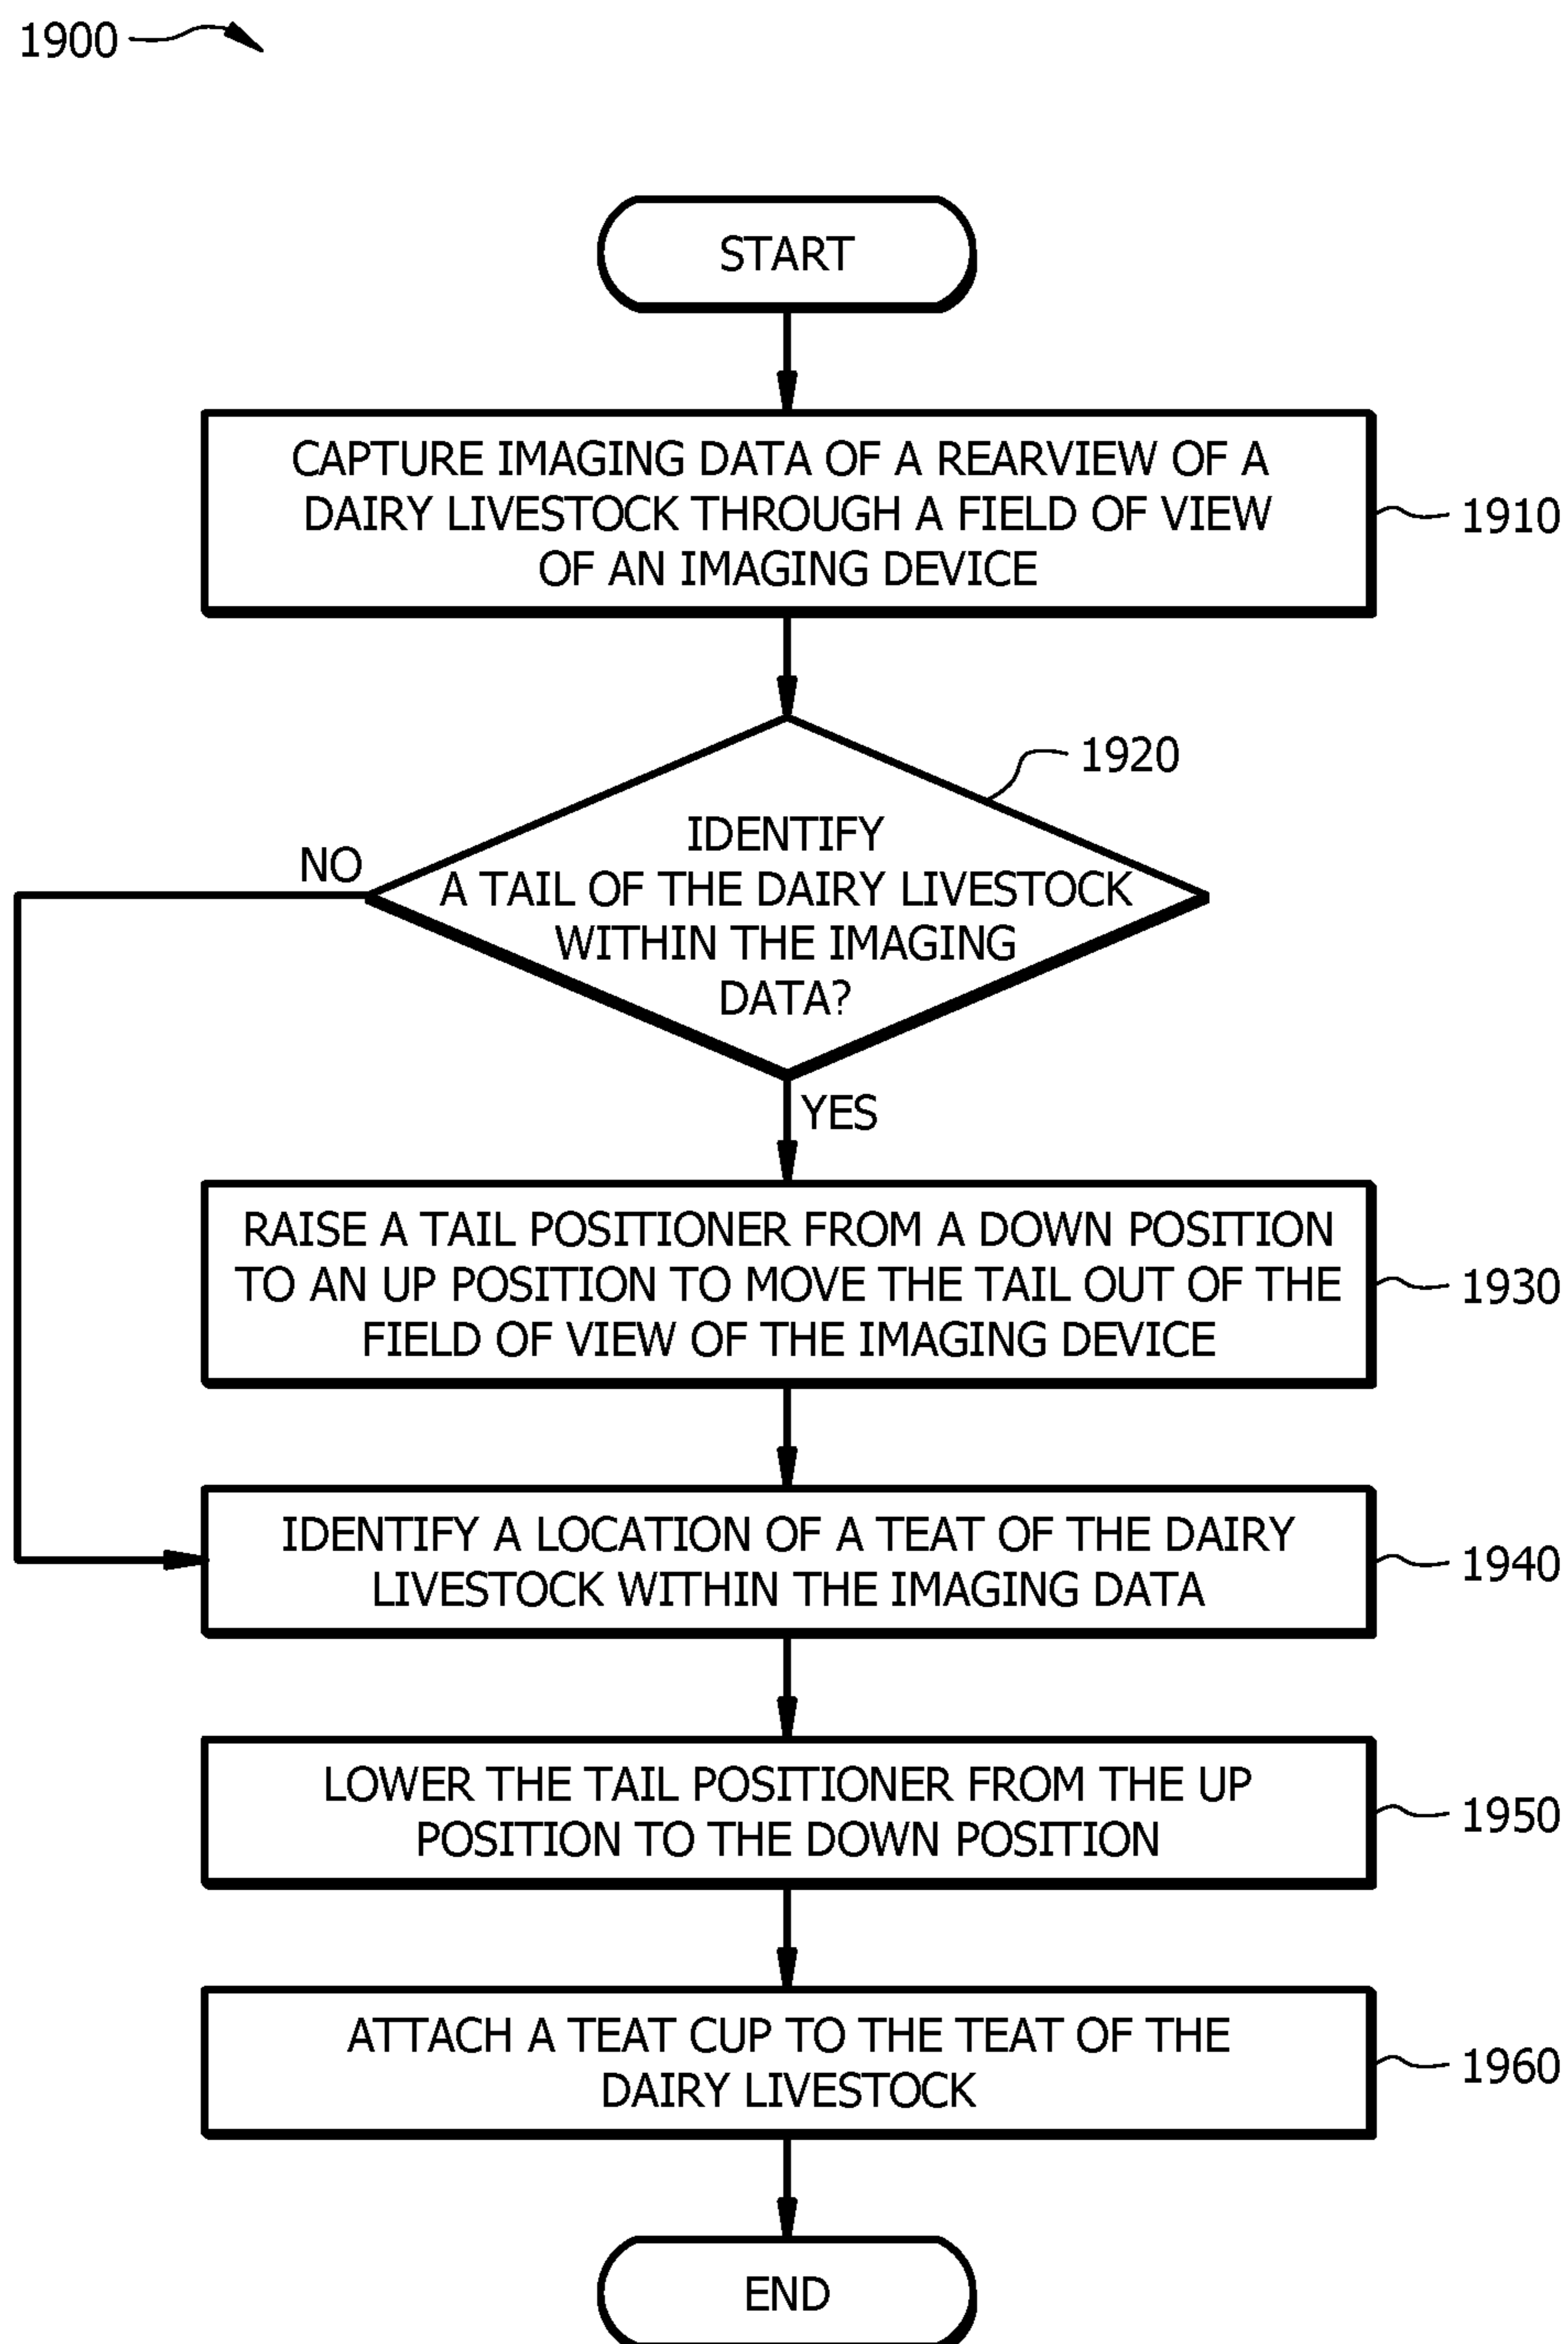 1900
START
CAPTURE IMAGING DATA OF A REARVIEW OF A
DAIRY LIVESTOCK THROUGH A FIELD OF VIEW
OF AN IMAGING DEVICE
1910
1920
IDENTIFY
A TAIL OF THE DAIRY LIVESTOCK
WITHIN THE IMAGING
DATA?
NO
YES
RAISE A TAIL POSITIONER FROM A DOWN POSITION
TO AN UP POSITION TO MOVE THE TAIL OUT OF THE
FIELD OF VIEW OF THE IMAGING DEVICE
1930
IDENTIFY A LOCATION OF A TEAT OF THE DAIRY
LIVESTOCK WITHIN THE IMAGING DATA
1940
LOWER THE TAIL POSITIONER FROM THE UP
POSITION TO THE DOWN POSITION
1950
ATTACH A TEAT CUP TO THE TEAT OF THE
DAIRY LIVESTOCK
1960
END